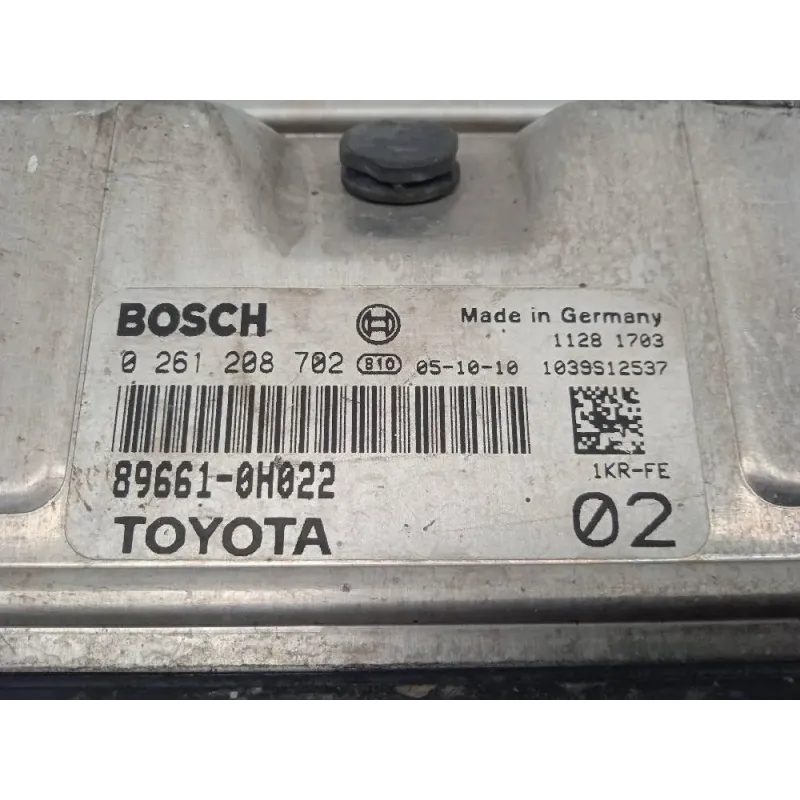 BOSCH Made in Germany
1128 1703
0 261 208 702 B10 05-10-10 1039S12537
89661-0H022 1KR-FE
TOYOTA 02